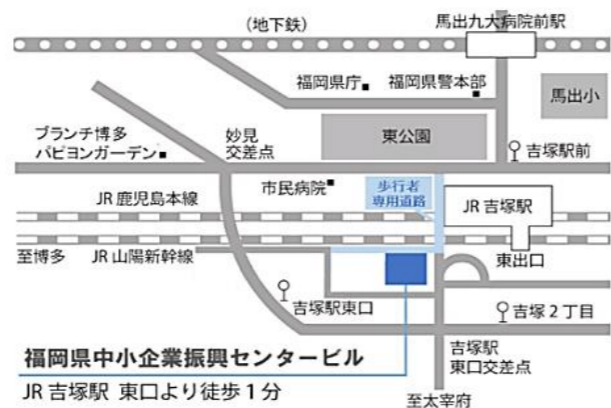 (地下鉄)
馬出九大病院前駅
福岡県庁
福岡県警本部
馬出小
ブランチ博多
パピヨンガーデン
妙見
交差点
東公園
吉塚駅前
市民病院
歩行者
専用道路
JR 鹿児島本線
JR 吉塚駅
至博多
JR 山陽新幹線
東出口
吉塚駅東口
吉塚2丁目
福岡県中小企業振興センタービル
JR 吉塚駅 東口より徒歩1分
吉塚駅
東口交差点
至太宰府